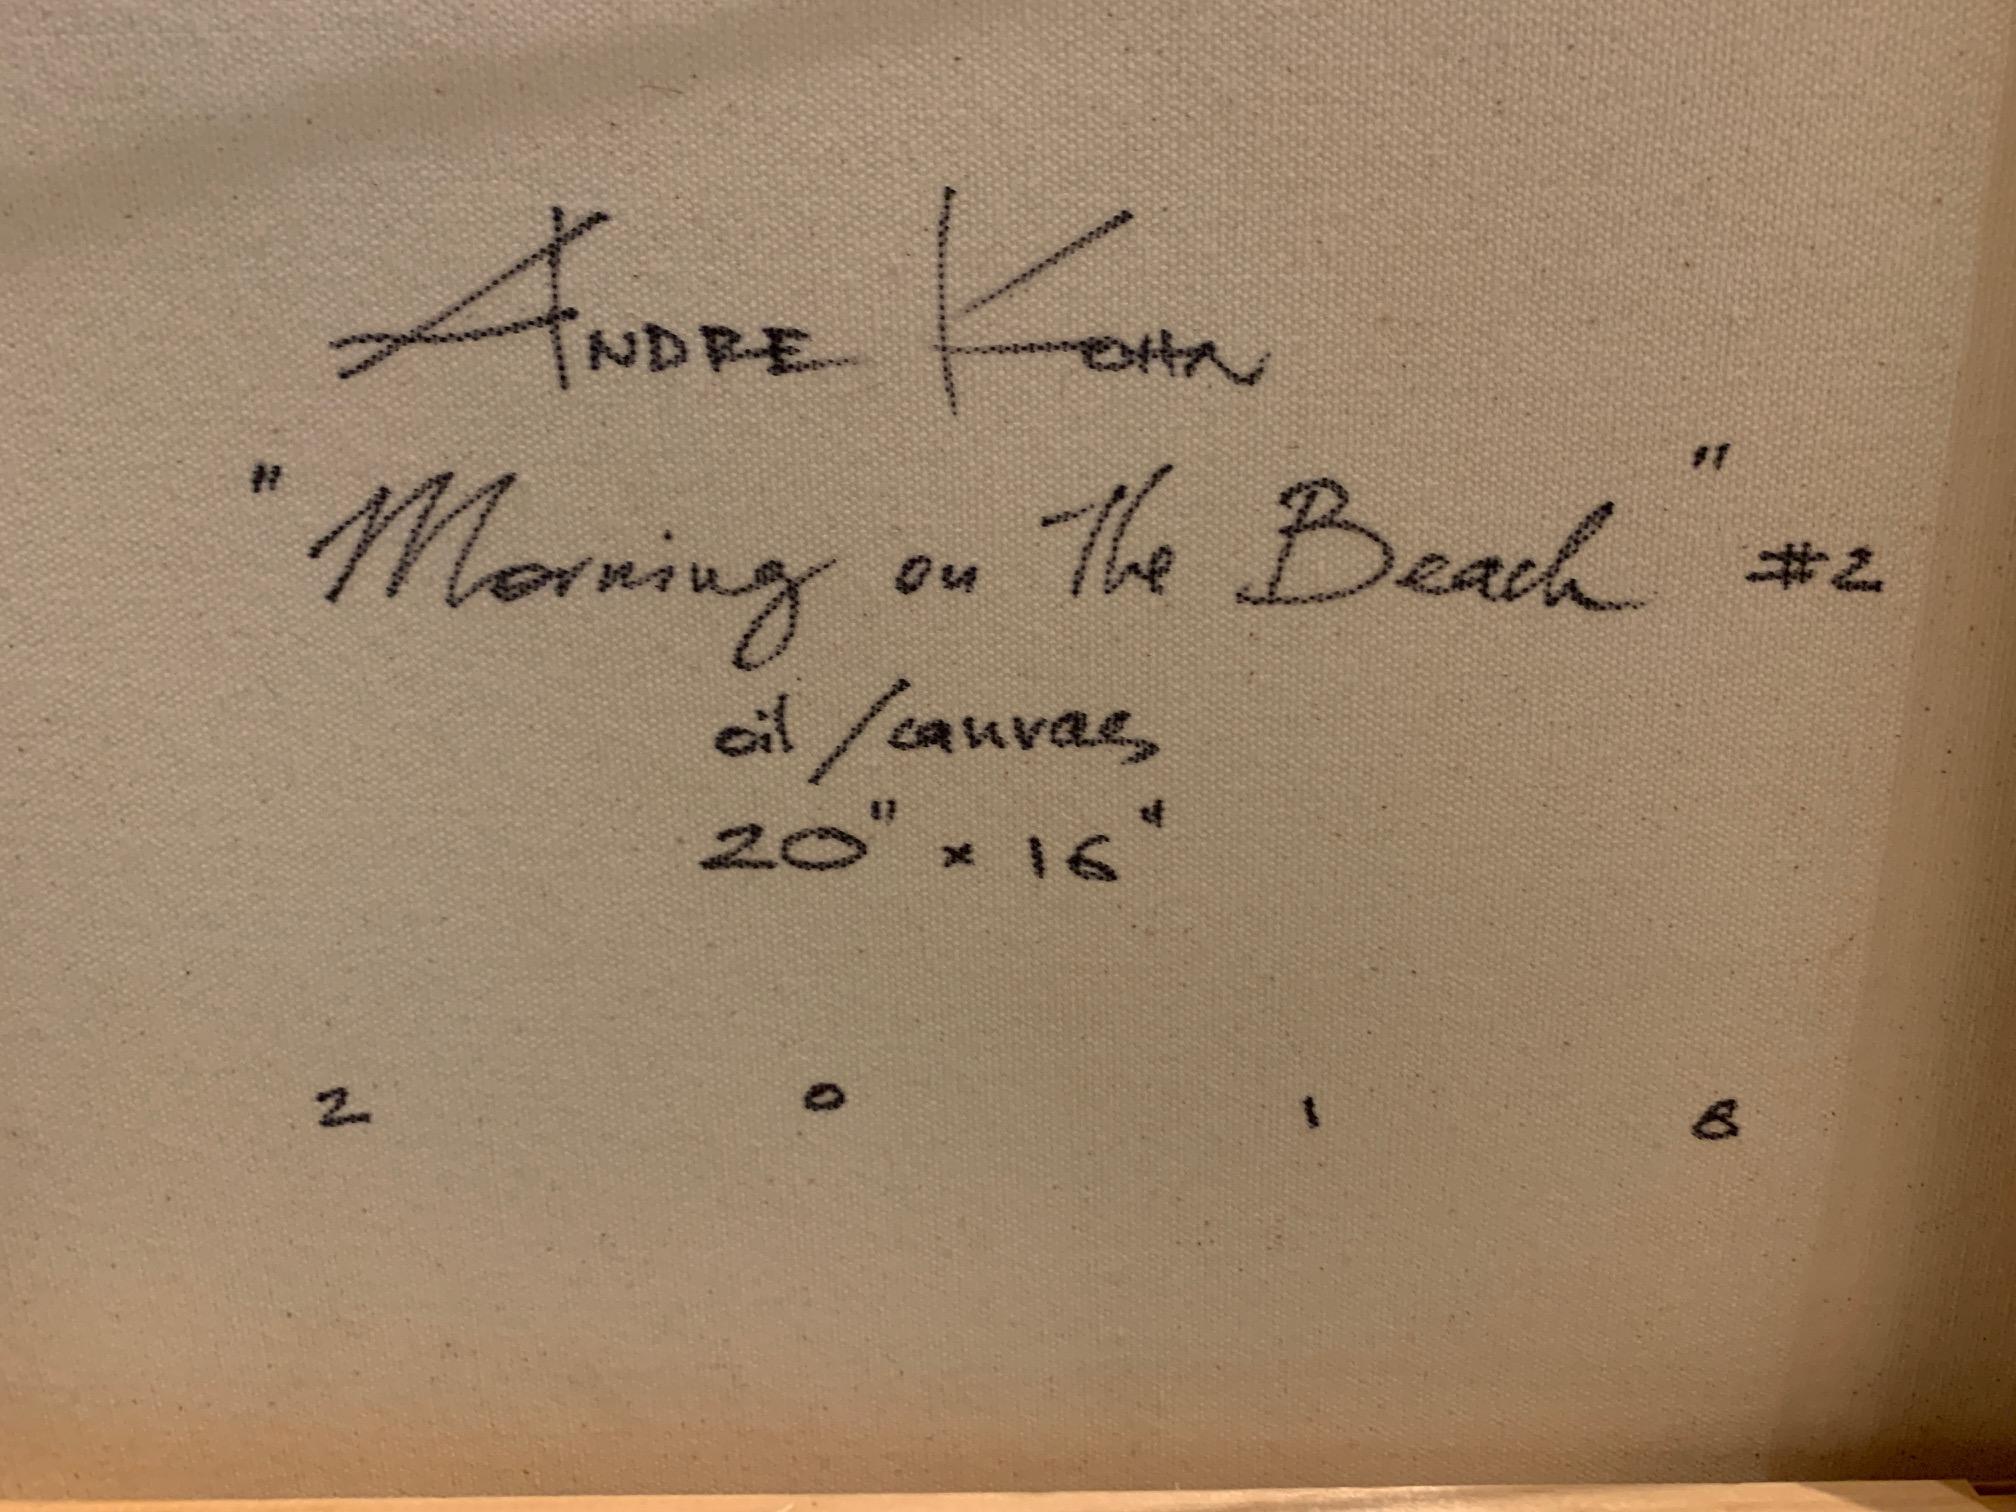 ANDRE KOHN
"Morning on The Beach" #2
oil/canvas
20" x 16"
2 0 1 8